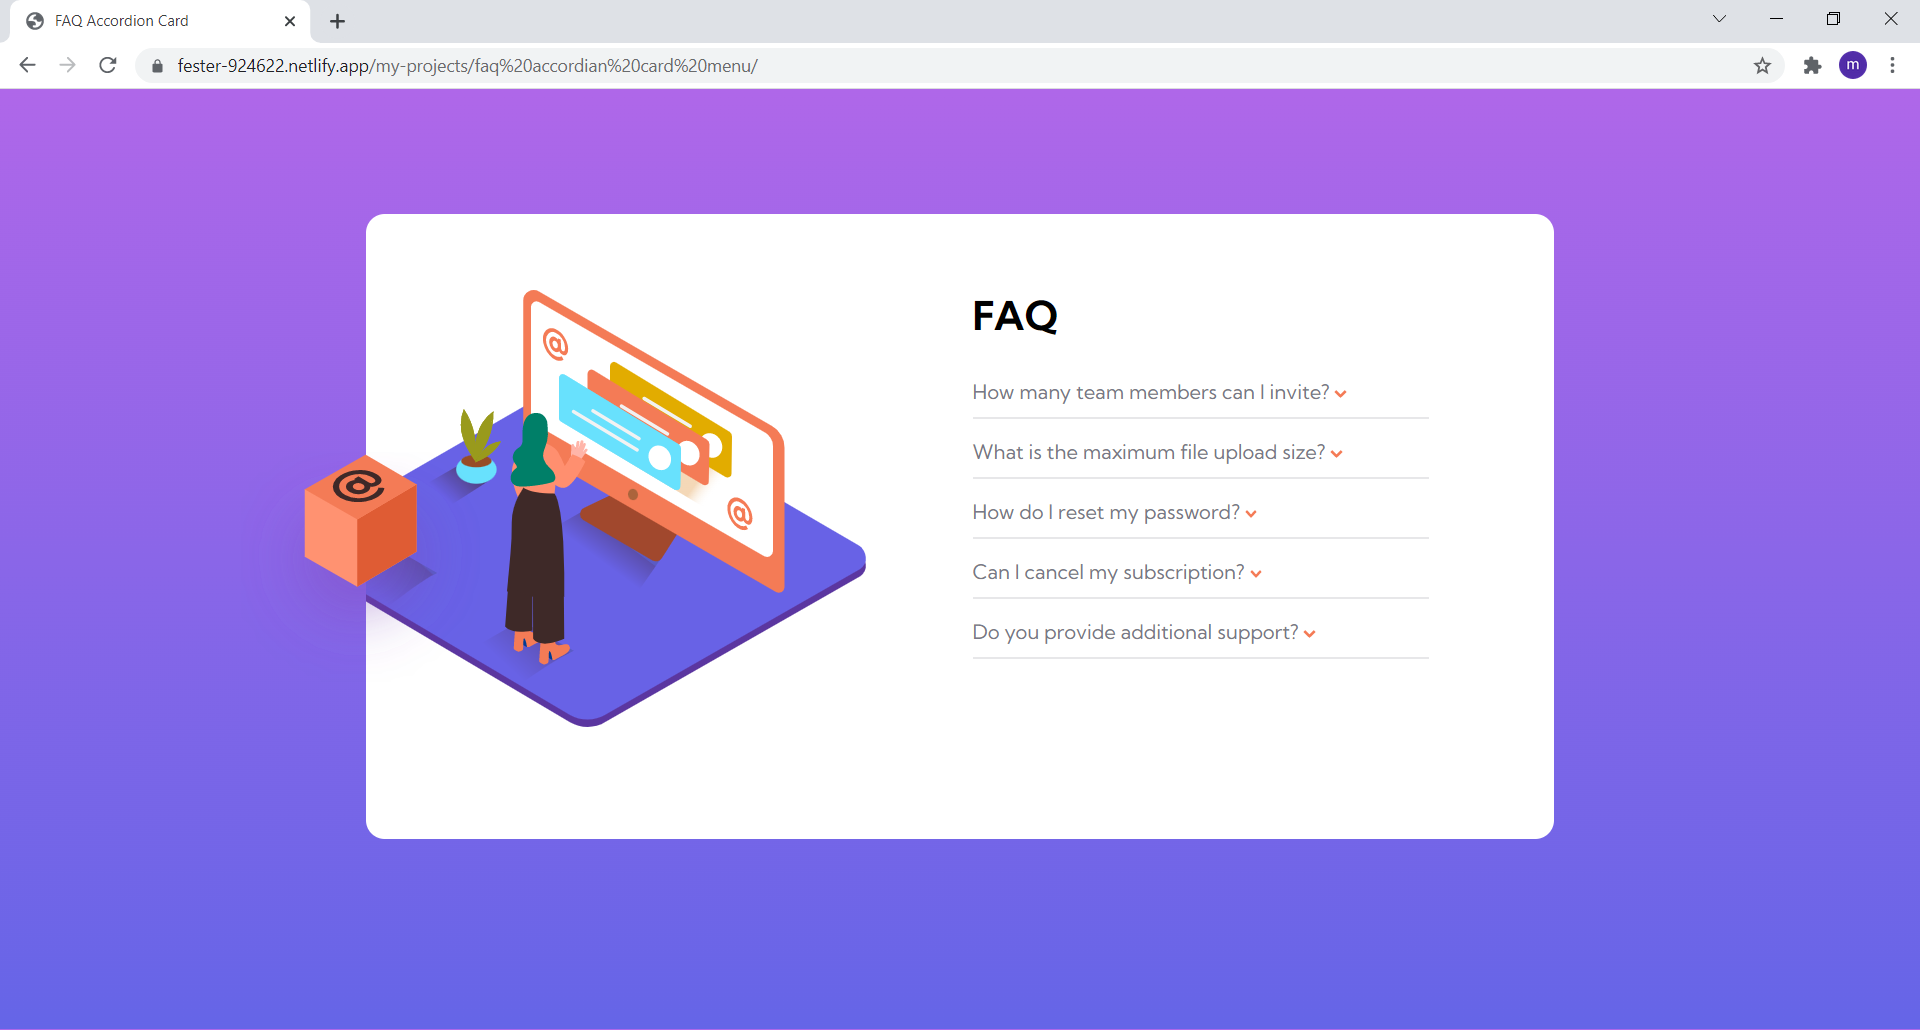 FAQ Accordion Card
fester-924622.netlify.app/my-projects/faq%20accordian%20card%20menu/
m
@
@
@
FAQ
How many team members can I invite?
What is the maximum file upload size?
How do I reset my password?
Can I cancel my subscription?
Do you provide additional support?